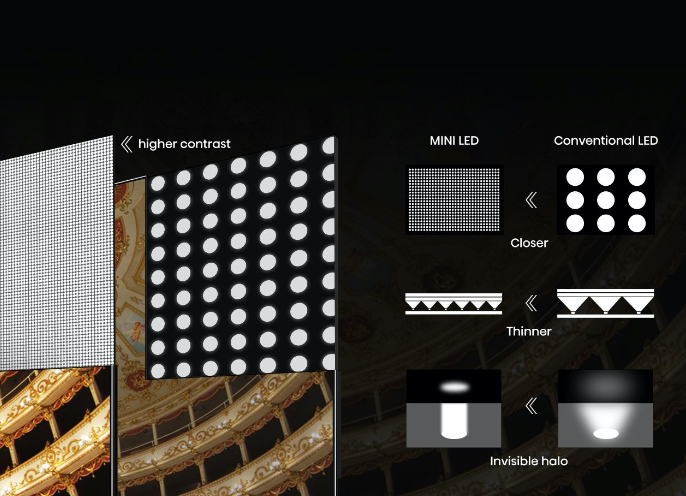 higher contrast
MINI LED
Conventional LED
Closer
Thinner
Invisible halo